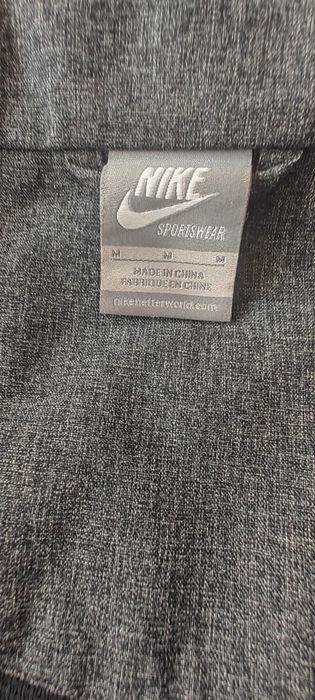 NIKE
SPORTSWEAR
M M M
MADE IN CHINA
FABRIQUE EN CHINE
nikebetterworld.com